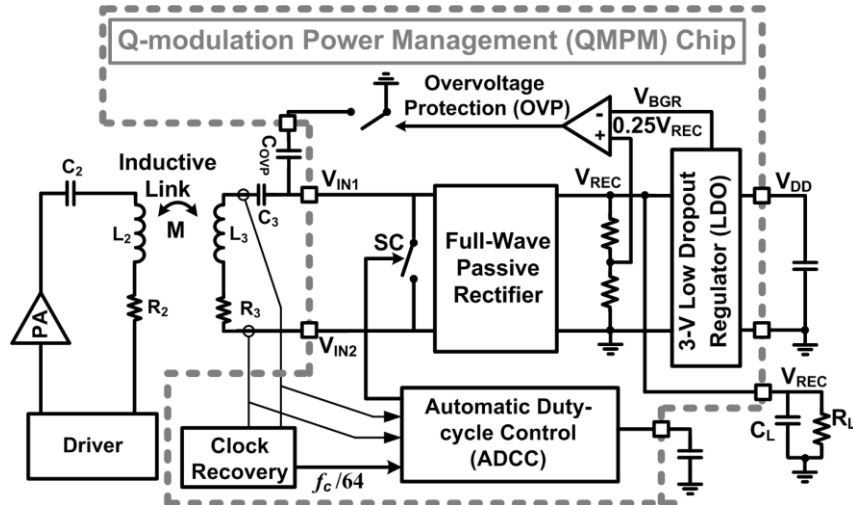 Q-modulation Power Management (QMPM) Chip
Overvoltage
Protection (OVP)
V_BGR
-
+
0.25V_REC
C_OVP
C_2
Inductive
Link
M
V_IN1
C_3
V_REC
V_DD
L_2
L_3
SC
Full-Wave
Passive
Rectifier
3-V Low Dropout
Regulator (LDO)
PA
R_2
R_3
V_IN2
V_REC
Driver
Clock
Recovery
f_c/64
Automatic Duty-
cycle Control
(ADCC)
C_L
R_L